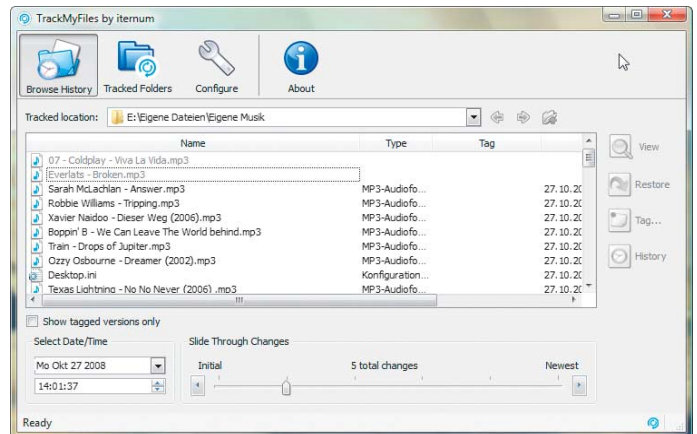 TrackMyFiles by iternum
Browse History Tracked Folders Configure About
Tracked location: E:\Eigene Dateien\Eigene Musik
Name Type Tag
07 - Coldplay - Viva La Vida.mp3
Everlats - Broken.mp3
Sarah McLachlan - Answer.mp3 MP3-Audiofo... 27.10.20
Robbie Williams - Tripping.mp3 MP3-Audiofo... 27.10.20
Xavier Naidoo - Dieser Weg (2006).mp3 MP3-Audiofo... 27.10.20
Boppin' B - We Can Leave The World behind.mp3 MP3-Audiofo... 27.10.20
Train - Drops of Jupiter.mp3 MP3-Audiofo... 27.10.20
Ozzy Osbourne - Dreamer (2002).mp3 MP3-Audiofo... 27.10.20
Desktop.ini Konfiguration... 27.10.20
Texas Lightning - No No Never (2006) .mp3 MP3-Audiofo... 27.10.20
View
Restore
Tag...
History
Show tagged versions only
Select Date/Time Slide Through Changes
Mo Okt 27 2008 Initial 5 total changes Newest
14:01:37
Ready